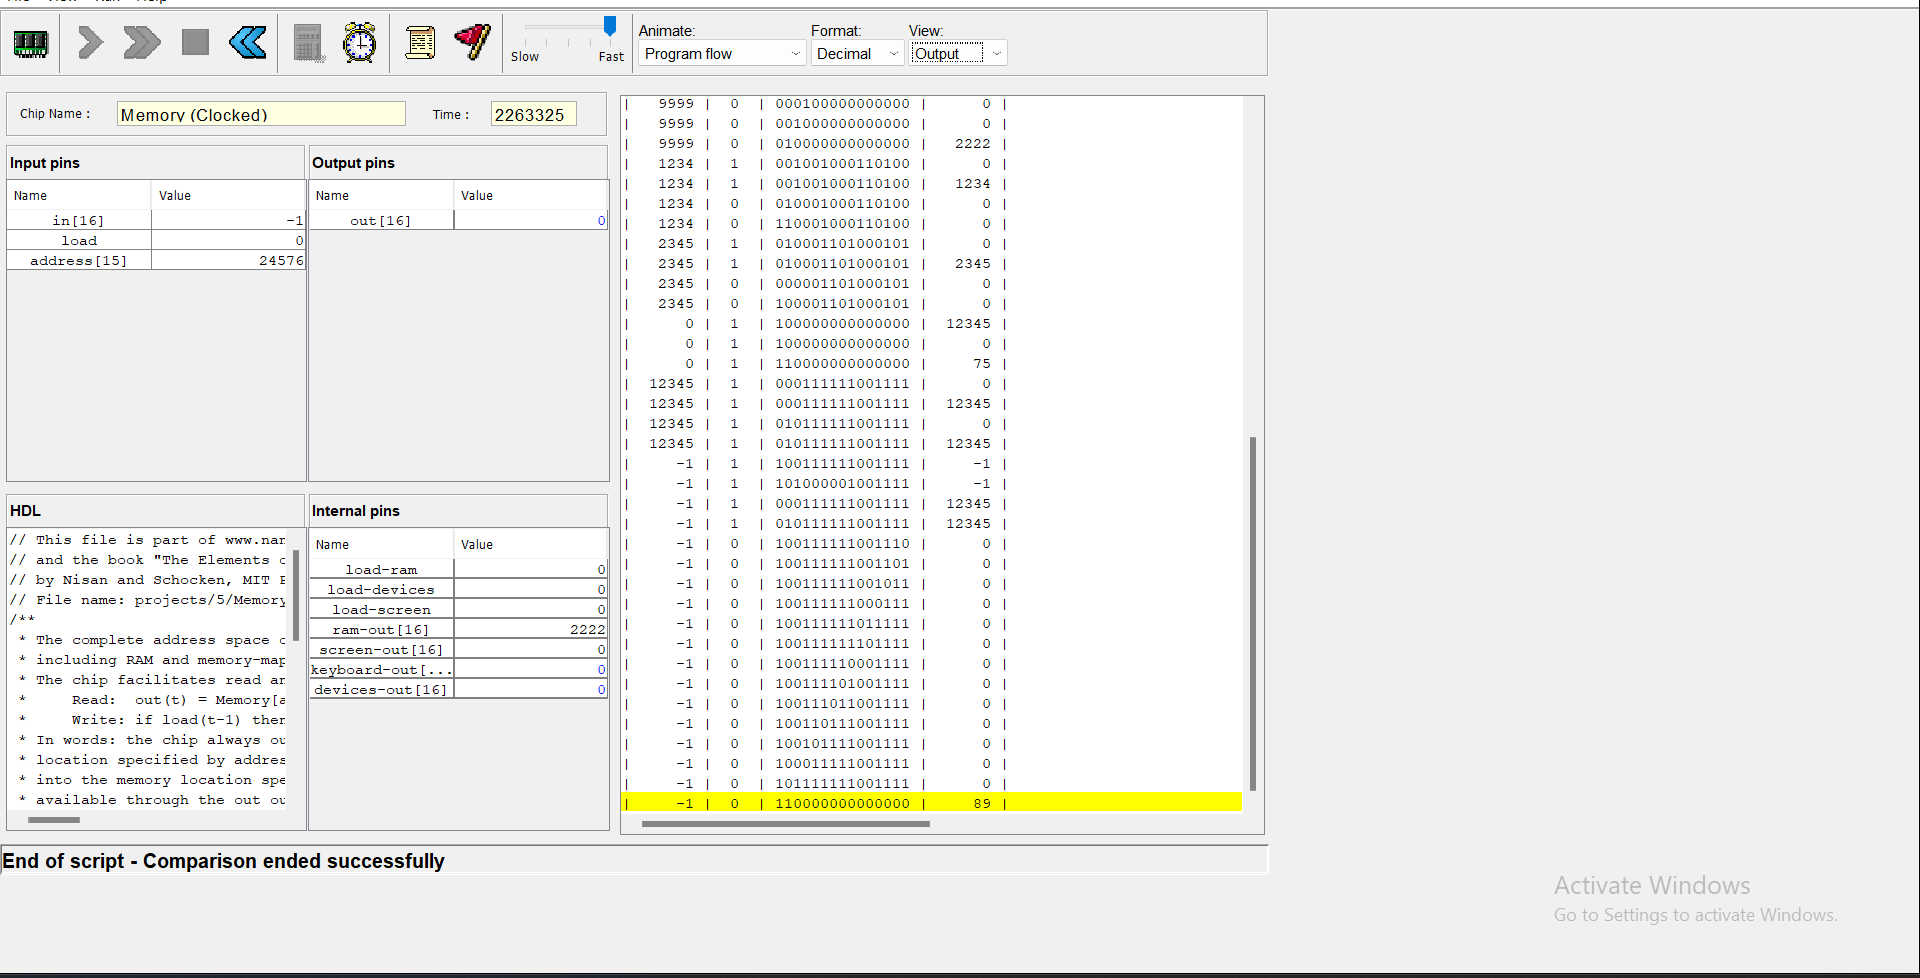 Slow
Fast
Animate:
Program flow
Format:
Decimal
View:
Output
Chip Name :
Memory (Clocked)
Time :
2263325
Input pins
Name Value
in[16] -1
load 0
address[15] 24576
Output pins
Name Value
out[16] 0
HDL
// This file is part of www.nan
// and the book "The Elements o
// by Nisan and Schocken, MIT P
// File name: projects/5/Memory
/**
* The complete address space o
* including RAM and memory-map
* The chip facilitates read an
* Read: out(t) = Memory[a
* Write: if load(t-1) then
* In words: the chip always ou
* location specified by addres
* into the memory location spe
* available through the out ou
Internal pins
Name Value
load-ram 0
load-devices 0
load-screen 0
ram-out[16] 2222
screen-out[16] 0
keyboard-out[... 0
devices-out[16] 0
| 9999 | 0 | 000100000000000 | 0 |
| 9999 | 0 | 001000000000000 | 0 |
| 9999 | 0 | 010000000000000 | 2222 |
| 1234 | 1 | 001001000110100 | 0 |
| 1234 | 1 | 001001000110100 | 1234 |
| 1234 | 0 | 010001000110100 | 0 |
| 1234 | 0 | 110001000110100 | 0 |
| 2345 | 1 | 010001101000101 | 0 |
| 2345 | 1 | 010001101000101 | 2345 |
| 2345 | 0 | 000001101000101 | 0 |
| 2345 | 0 | 100001101000101 | 0 |
| 0 | 1 | 100000000000000 | 12345 |
| 0 | 1 | 100000000000000 | 0 |
| 0 | 1 | 110000000000000 | 75 |
| 12345 | 1 | 000111111001111 | 0 |
| 12345 | 1 | 000111111001111 | 12345 |
| 12345 | 1 | 010111111001111 | 0 |
| 12345 | 1 | 010111111001111 | 12345 |
| -1 | 1 | 100111111001111 | -1 |
| -1 | 1 | 101000001001111 | -1 |
| -1 | 1 | 000111111001111 | 12345 |
| -1 | 1 | 010111111001111 | 12345 |
| -1 | 0 | 100111111001110 | 0 |
| -1 | 0 | 100111111001101 | 0 |
| -1 | 0 | 100111111001011 | 0 |
| -1 | 0 | 100111111000111 | 0 |
| -1 | 0 | 100111111011111 | 0 |
| -1 | 0 | 100111111101111 | 0 |
| -1 | 0 | 100111110001111 | 0 |
| -1 | 0 | 100111101001111 | 0 |
| -1 | 0 | 100111011001111 | 0 |
| -1 | 0 | 100110111001111 | 0 |
| -1 | 0 | 100101111001111 | 0 |
| -1 | 0 | 100011111001111 | 0 |
| -1 | 0 | 101111111001111 | 0 |
| -1 | 0 | 110000000000000 | 89 |
End of script - Comparison ended successfully
Activate Windows
Go to Settings to activate Windows.